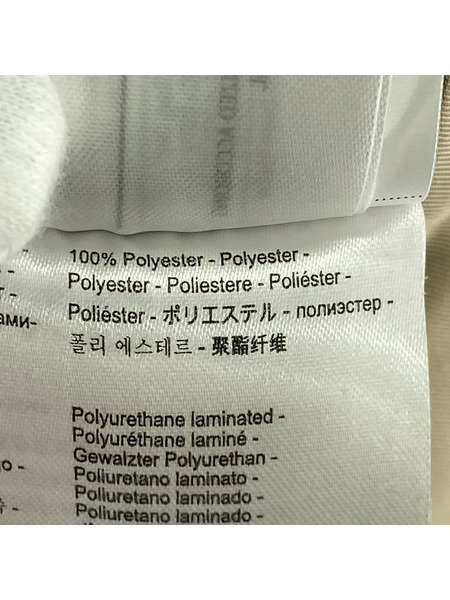 100% Polyester - Polyester -
Polyester - Poliestere - Poliéster -
Poliéster - ポリエステル - полиэстер -
ами-
폴리 에스테르 - 聚酯纤维
Polyurethane laminated -
Polyuréthane laminé -
Gewalzter Polyurethan -
Poliuretano laminato -
Poliuretano laminado -
Poliuretano laminado -